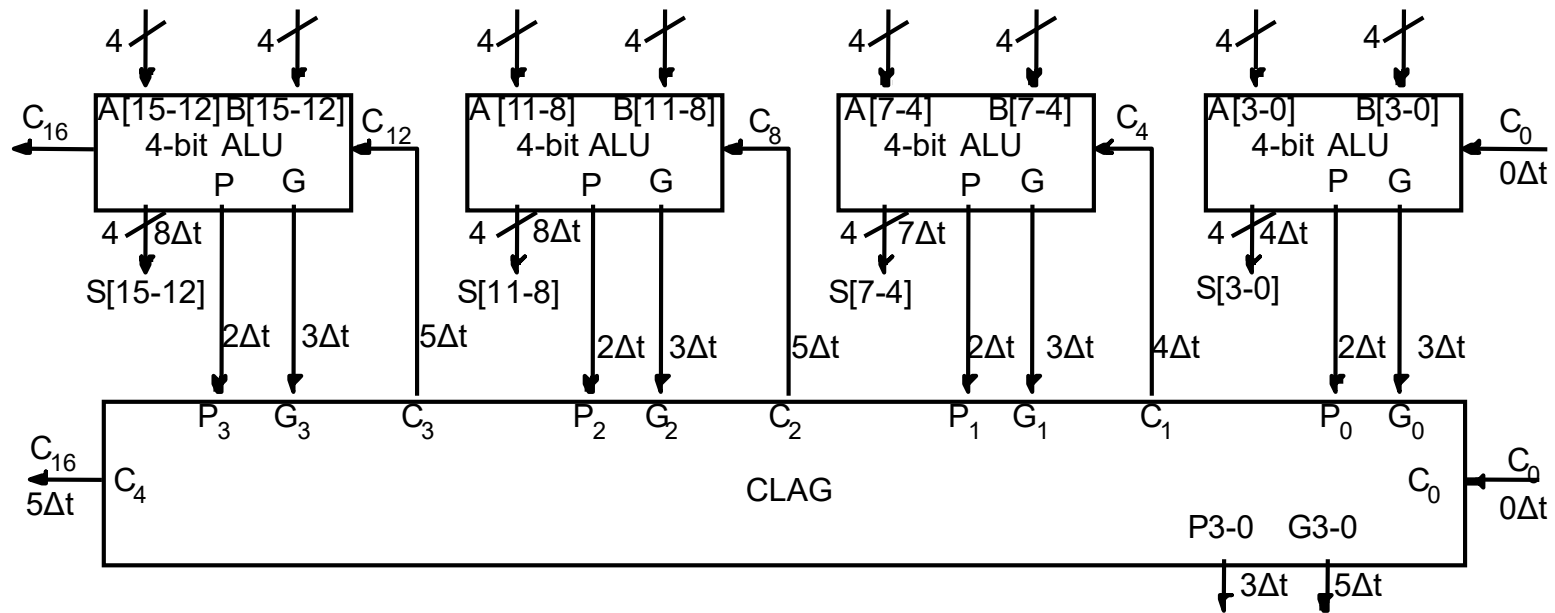 4 4 4 4 4 4 4 4
A[15-12] B[15-12] A[11-8] B[11-8] A[7-4] B[7-4] A[3-0] B[3-0]
C16 C12 C8 C4 C0
4-bit ALU 4-bit ALU 4-bit ALU 4-bit ALU
0Δt
P G P G P G P G
4 8Δt 4 8Δt 4 7Δt 4 4Δt
S[15-12] S[11-8] S[7-4] S[3-0]
2Δt 3Δt 5Δt 2Δt 3Δt 5Δt 2Δt 3Δt 4Δt 2Δt 3Δt
P3 G3 C3 P2 G2 C2 P1 G1 C1 P0 G0
C16 C0
C4 CLAG C0
5Δt 0Δt
P3-0 G3-0
3Δt 5Δt